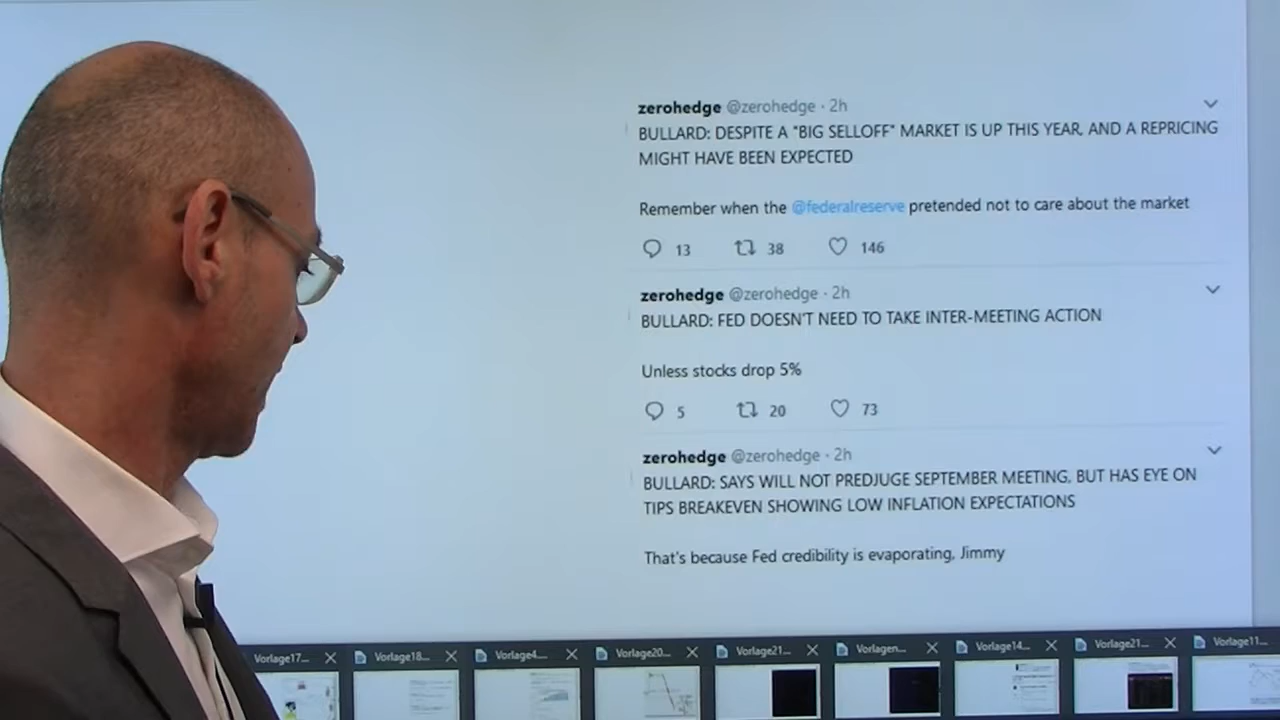 zerohedge @zerohedge · 2h
BULLARD: DESPITE A "BIG SELLOFF" MARKET IS UP THIS YEAR, AND A REPRICING
MIGHT HAVE BEEN EXPECTED
Remember when the @federalreserve pretended not to care about the market
13 38 146
zerohedge @zerohedge · 2h
BULLARD: FED DOESN'T NEED TO TAKE INTER-MEETING ACTION
Unless stocks drop 5%
5 20 73
zerohedge @zerohedge · 2h
BULLARD: SAYS WILL NOT PREDJUGE SEPTEMBER MEETING, BUT HAS EYE ON
TIPS BREAKEVEN SHOWING LOW INFLATION EXPECTATIONS
That's because Fed credibility is evaporating, Jimmy
Vorlage17... Vorlage18... Vorlage4.... Vorlage20... Vorlage21... Vorlagen... Vorlage14... Vorlage21... Vorlage11...